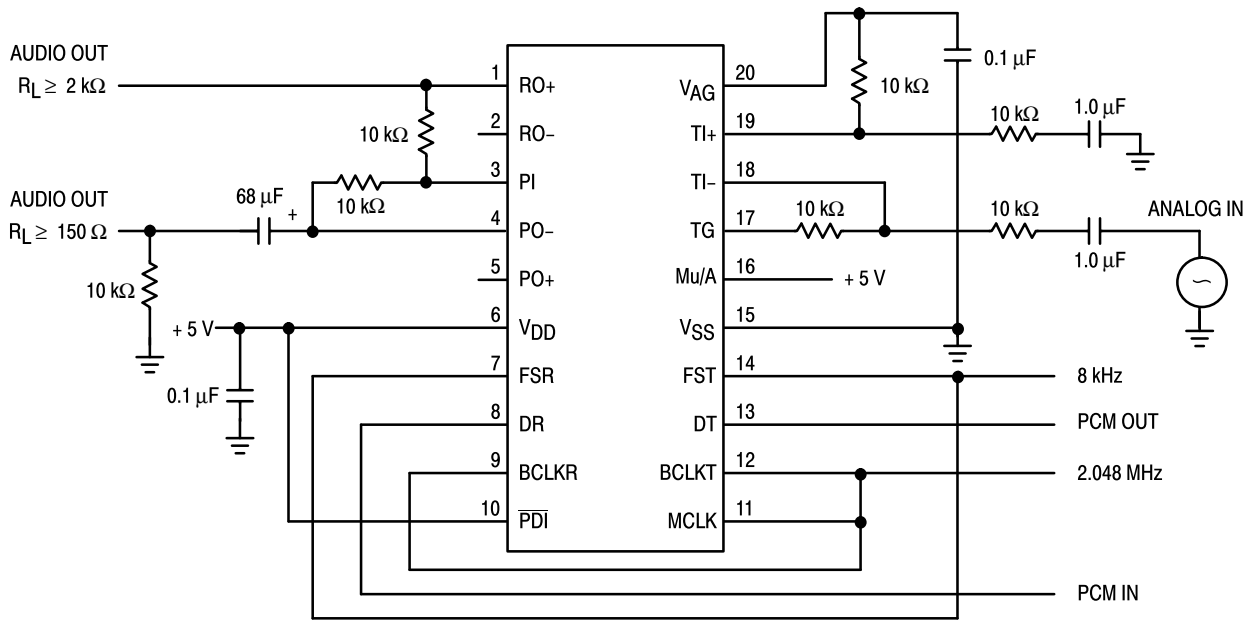 AUDIO OUT
R_L ≥ 2 kΩ
10 kΩ
10 kΩ
AUDIO OUT
R_L ≥ 150 Ω
68 µF
+
10 kΩ
+ 5 V
0.1 µF
1 RO+
2 RO−
3 PI
4 PO−
5 PO+
6 VDD
7 FSR
8 DR
9 BCLKR
10 PDI
VAG 20
TI+ 19
TI− 18
TG 17
Mu/A 16
VSS 15
FST 14
DT 13
BCLKT 12
MCLK 11
10 kΩ
0.1 µF
10 kΩ
1.0 µF
10 kΩ
10 kΩ
1.0 µF
ANALOG IN
+ 5 V
8 kHz
PCM OUT
2.048 MHz
PCM IN